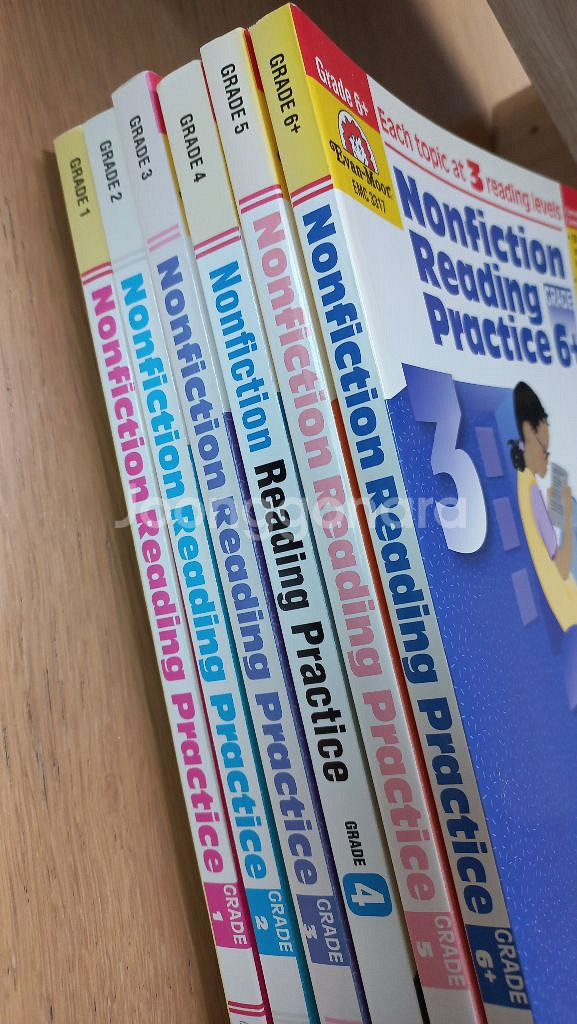 GRADE 1
Nonfiction Reading Practice
GRADE 1
GRADE 2
Nonfiction Reading Practice
GRADE 2
GRADE 3
Nonfiction Reading Practice
GRADE 3
GRADE 4
Nonfiction Reading Practice
GRADE 4
GRADE 5
Nonfiction Reading Practice
GRADE 5
GRADE 6+
Nonfiction Reading Practice
GRADE 6+
Grade 6+
Evan-Moor
EMC 3317
Each topic at 3 reading levels
Nonfiction
Reading
Practice
GRADE
6+
3
Joonggonara